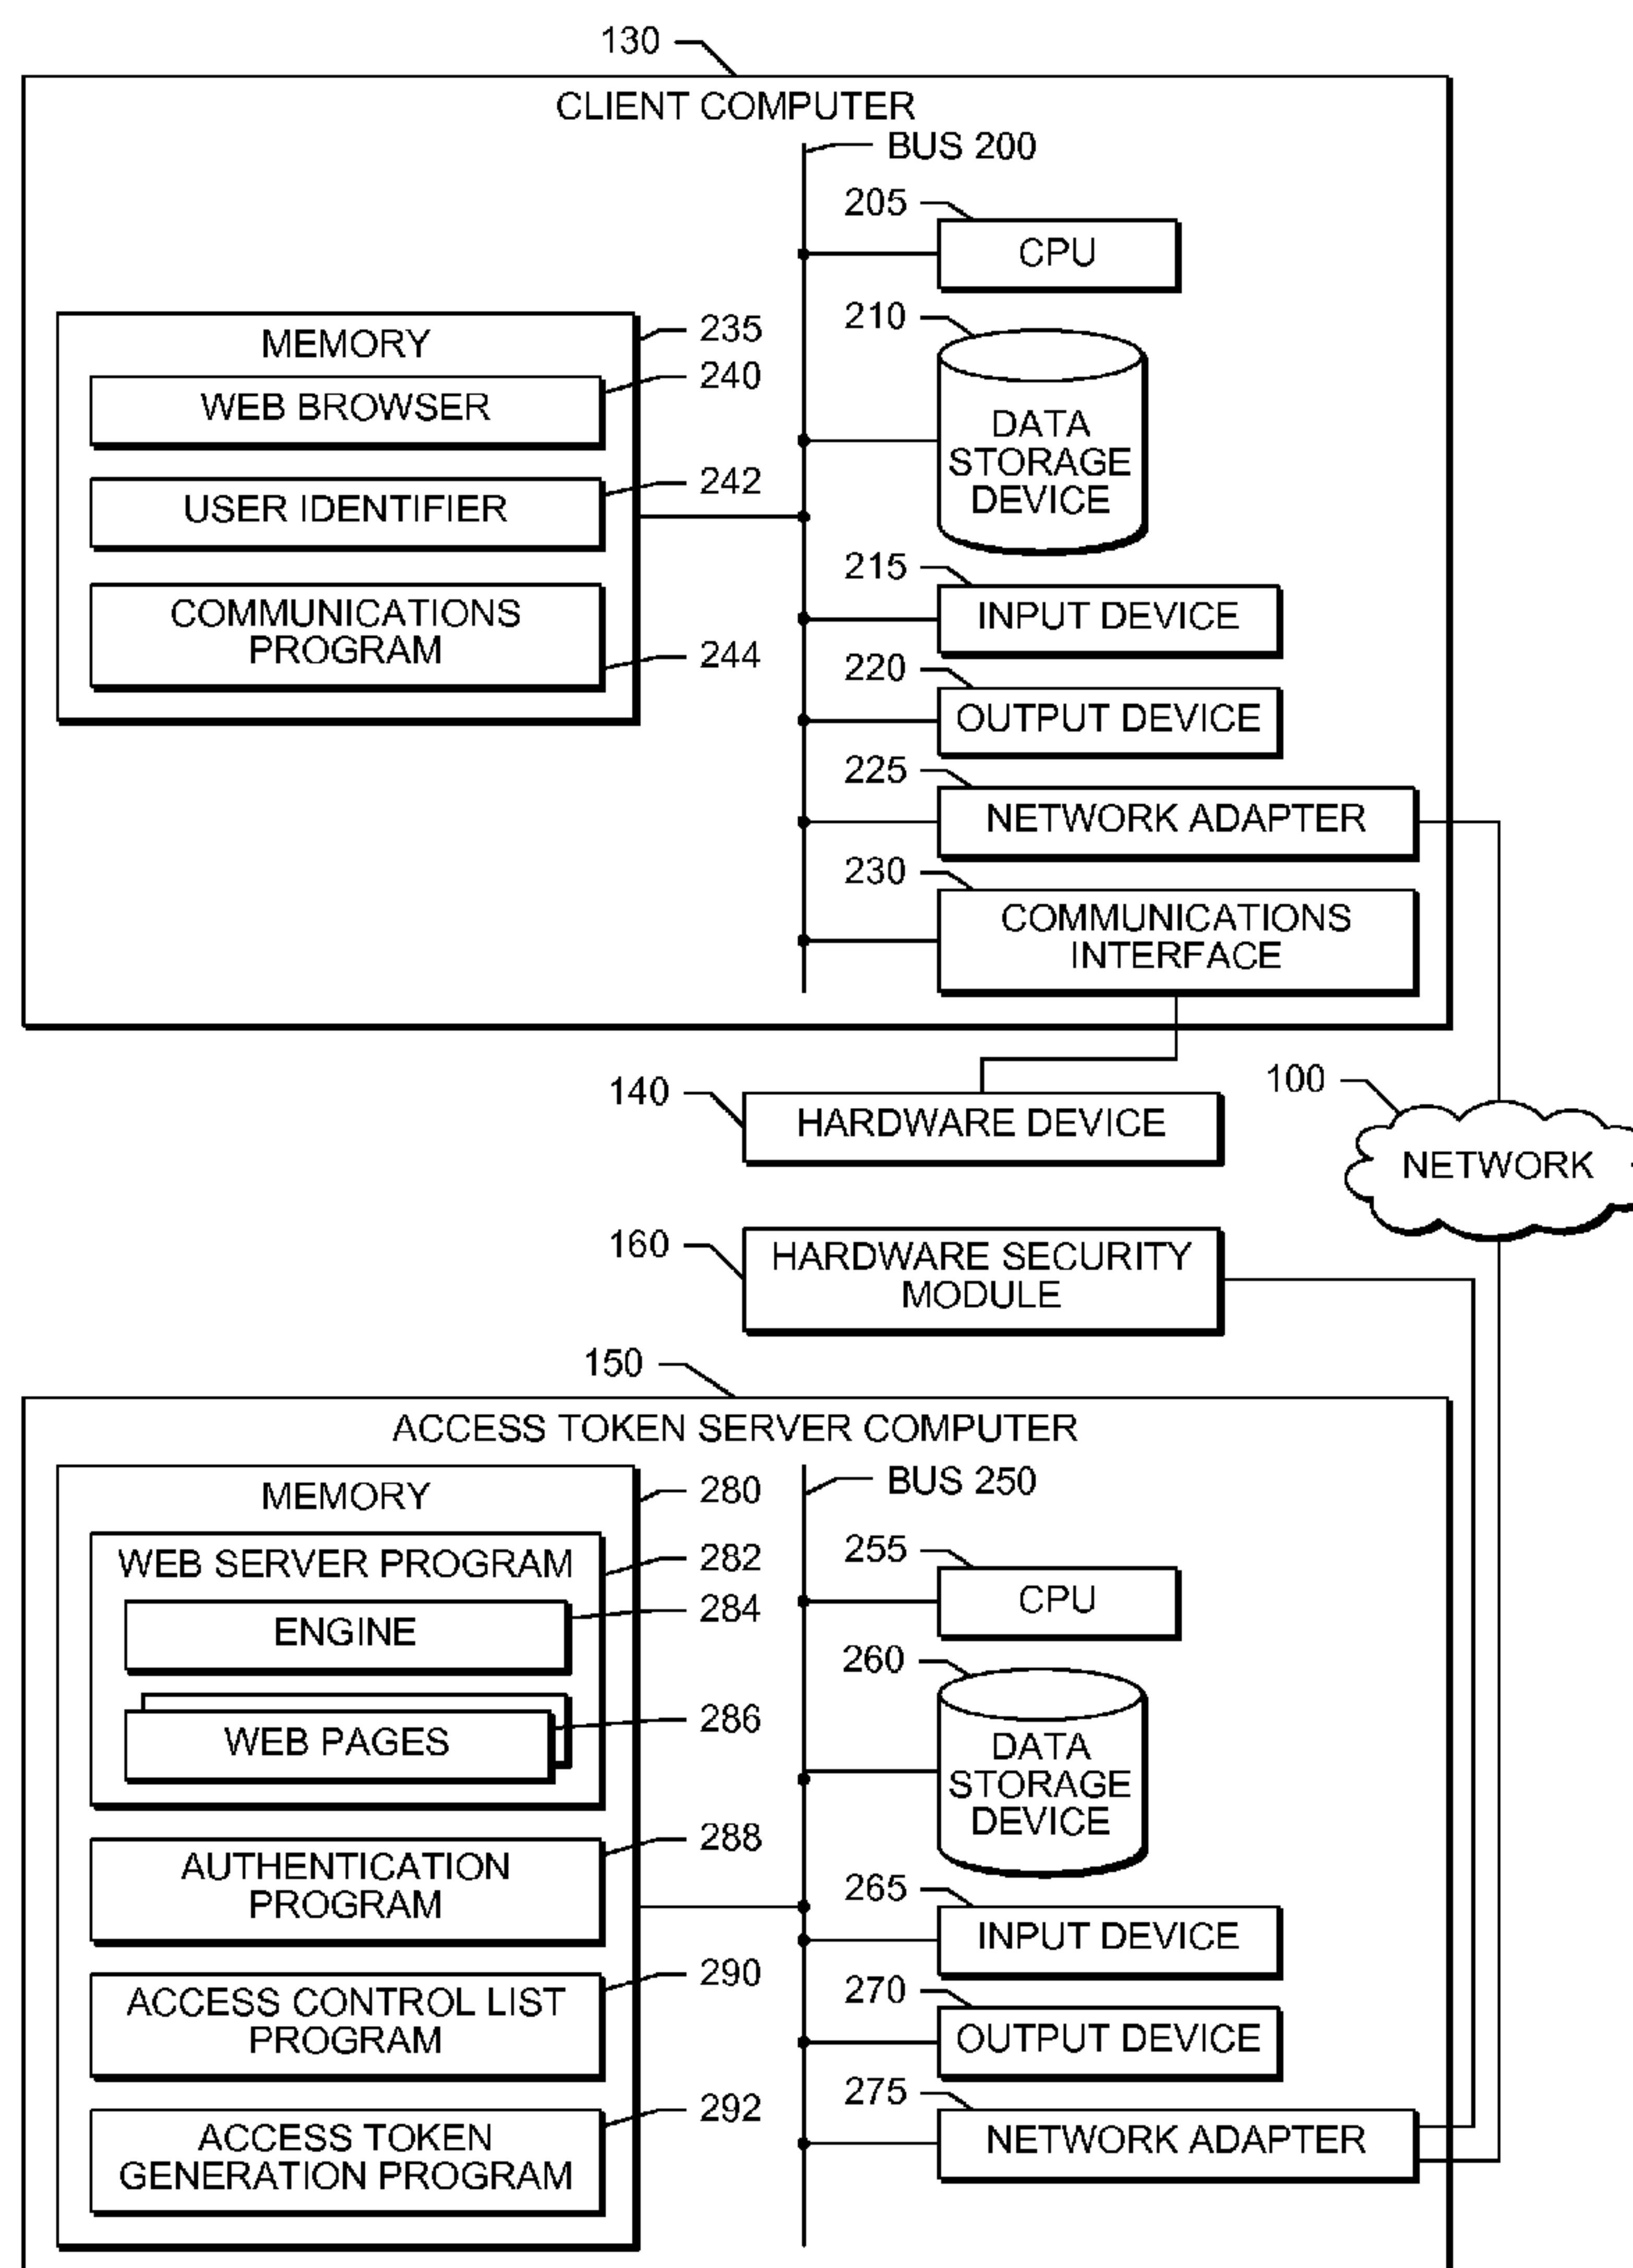 130
CLIENT COMPUTER
BUS 200
205
CPU
210
DATA
STORAGE
DEVICE
MEMORY
235
WEB BROWSER
240
USER IDENTIFIER
242
COMMUNICATIONS
PROGRAM
244
215
INPUT DEVICE
220
OUTPUT DEVICE
225
NETWORK ADAPTER
230
COMMUNICATIONS
INTERFACE
140
HARDWARE DEVICE
100
NETWORK
160
HARDWARE SECURITY
MODULE
150
ACCESS TOKEN SERVER COMPUTER
MEMORY
280
WEB SERVER PROGRAM
282
ENGINE
284
WEB PAGES
286
AUTHENTICATION
PROGRAM
288
ACCESS CONTROL LIST
PROGRAM
290
ACCESS TOKEN
GENERATION PROGRAM
292
BUS 250
255
CPU
260
DATA
STORAGE
DEVICE
265
INPUT DEVICE
270
OUTPUT DEVICE
275
NETWORK ADAPTER